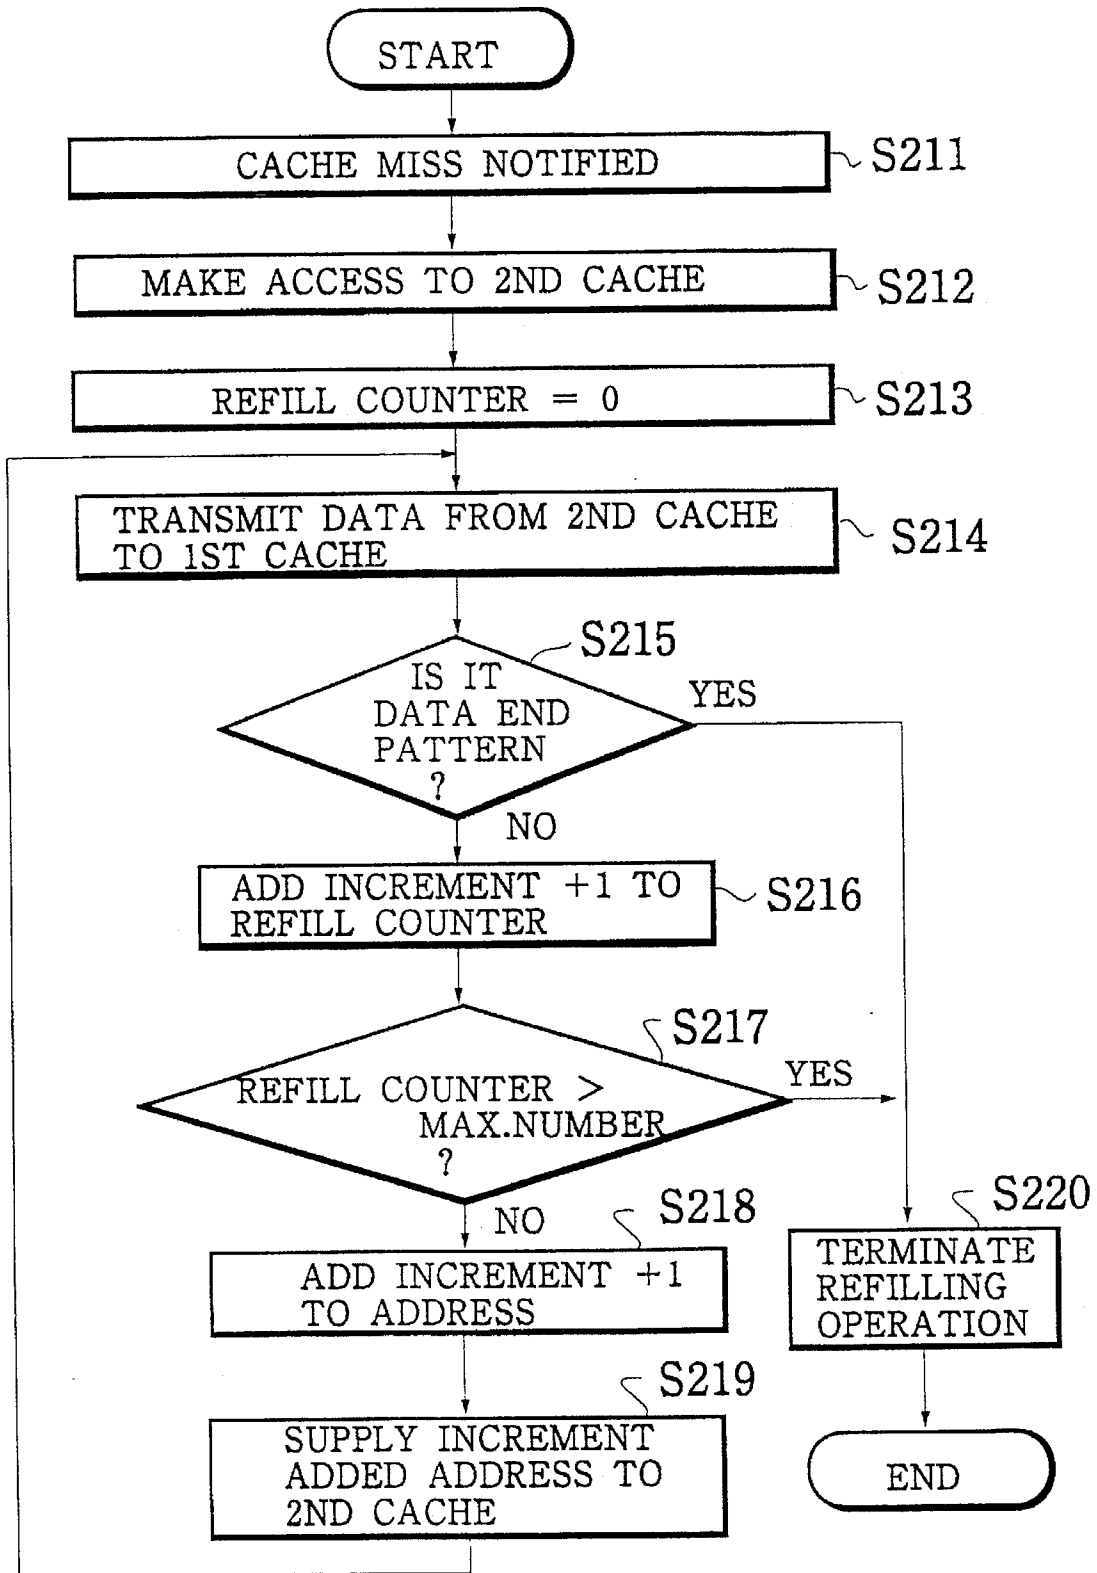 START
CACHE MISS NOTIFIED
S211
MAKE ACCESS TO 2ND CACHE
S212
REFILL COUNTER = 0
S213
TRANSMIT DATA FROM 2ND CACHE
TO 1ST CACHE
S214
S215
IS IT
DATA END
PATTERN
?
YES
NO
ADD INCREMENT +1 TO
REFILL COUNTER
S216
S217
REFILL COUNTER >
MAX.NUMBER
?
YES
NO
S218
ADD INCREMENT +1
TO ADDRESS
S219
SUPPLY INCREMENT
ADDED ADDRESS TO
2ND CACHE
S220
TERMINATE
REFILLING
OPERATION
END